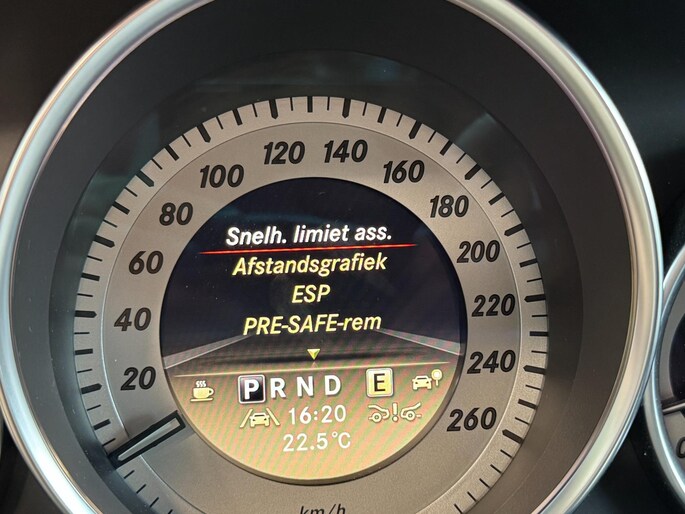 120 140
100 160
80 180
60 200
40 220
20 240
260
Snelh. limiet ass.
Afstandsgrafiek
ESP
PRE-SAFE-rem
P R N D E
16:20
22.5°C
km/h